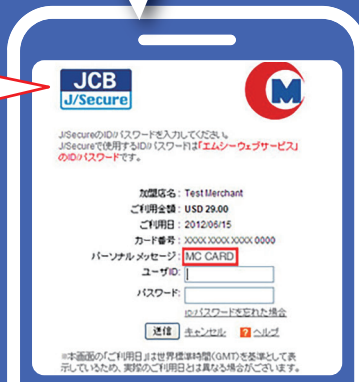 JCB
J/Secure
M
J/SecureのID/パスワードを入力してください。
J/Secureで使用するID/パスワードは「エムシーウェブサービス」
のID/パスワードです。
加盟店名: Test Merchant
ご利用金額: USD 29.00
ご利用日: 2012/06/15
カード番号: XXXX XXXX XXXX 0000
パーソナル メッセージ: MC CARD
ユーザID:
パスワード:
ID/パスワードを忘れた場合
送信 キャンセル ? ヘルプ
※本画面の「ご利用日」は世界標準時間(GMT)を基準として表
示しているため、実際のご利用日とは異なる場合がございます。